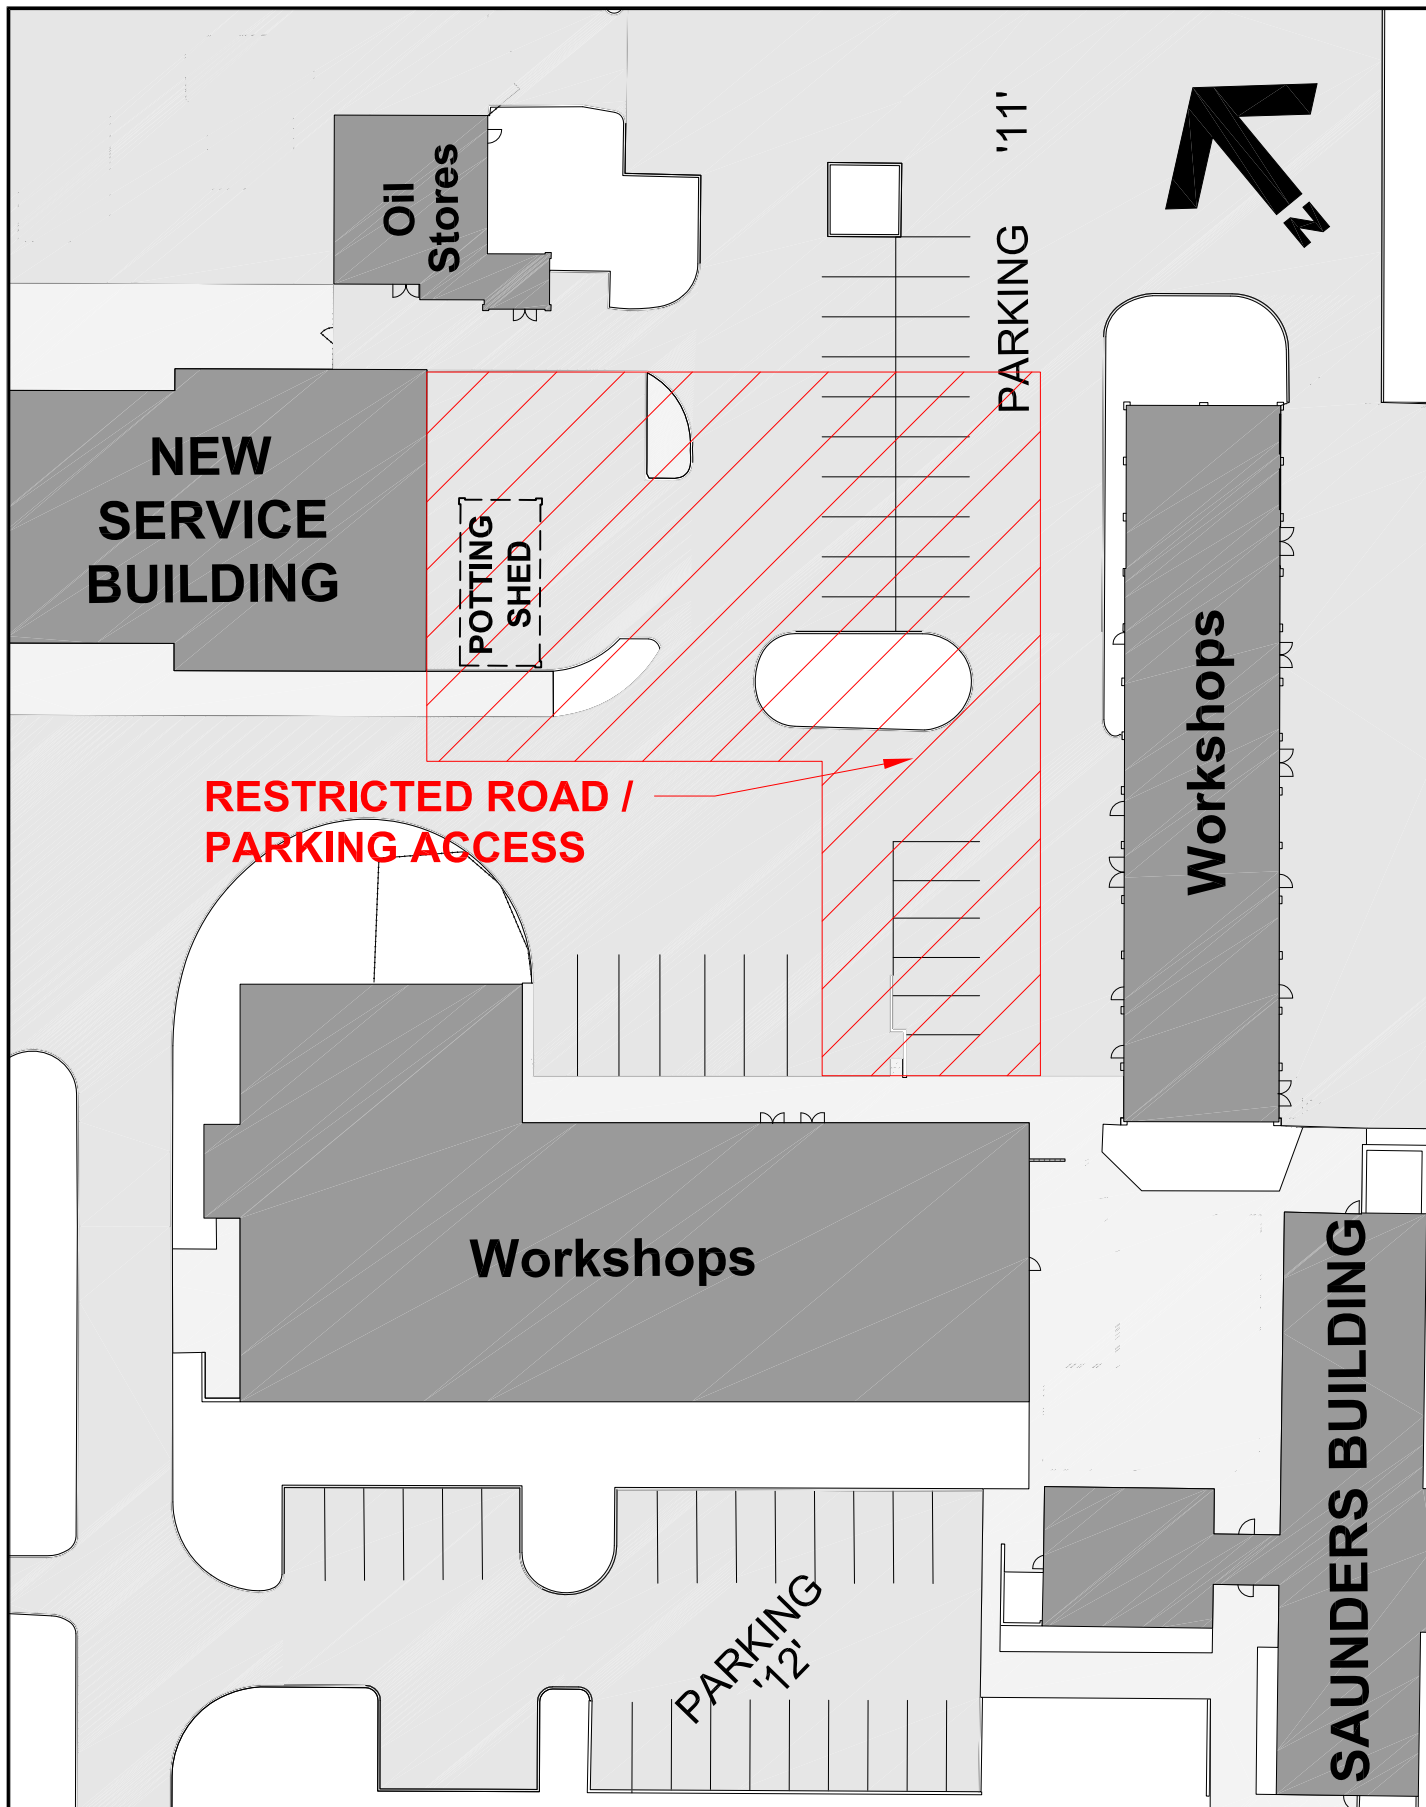 Oil
Stores
PARKING '11'
N
NEW
SERVICE
BUILDING
POTTING
SHED
Workshops
RESTRICTED ROAD /
PARKING ACCESS
Workshops
SAUNDERS BUILDING
PARKING
'12'